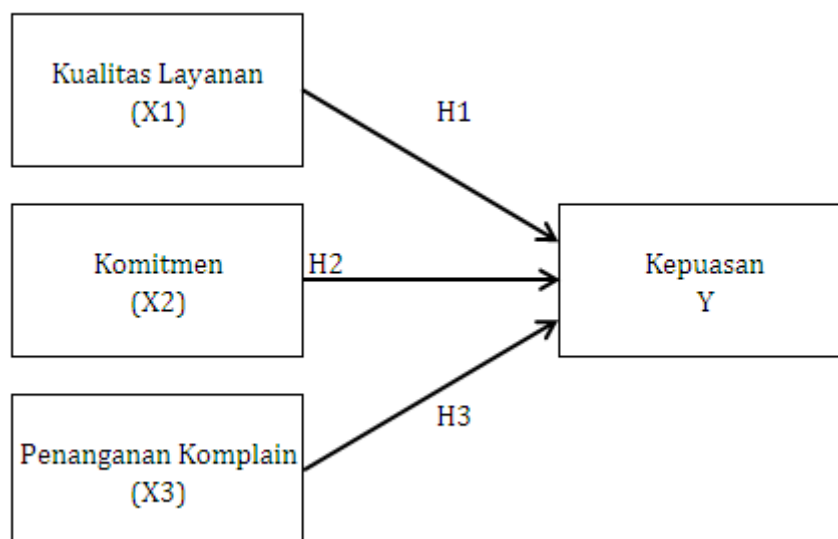 Kualitas Layanan
(X1)
H1
Komitmen
(X2)
H2
Kepuasan
Y
Penanganan Komplain
(X3)
H3